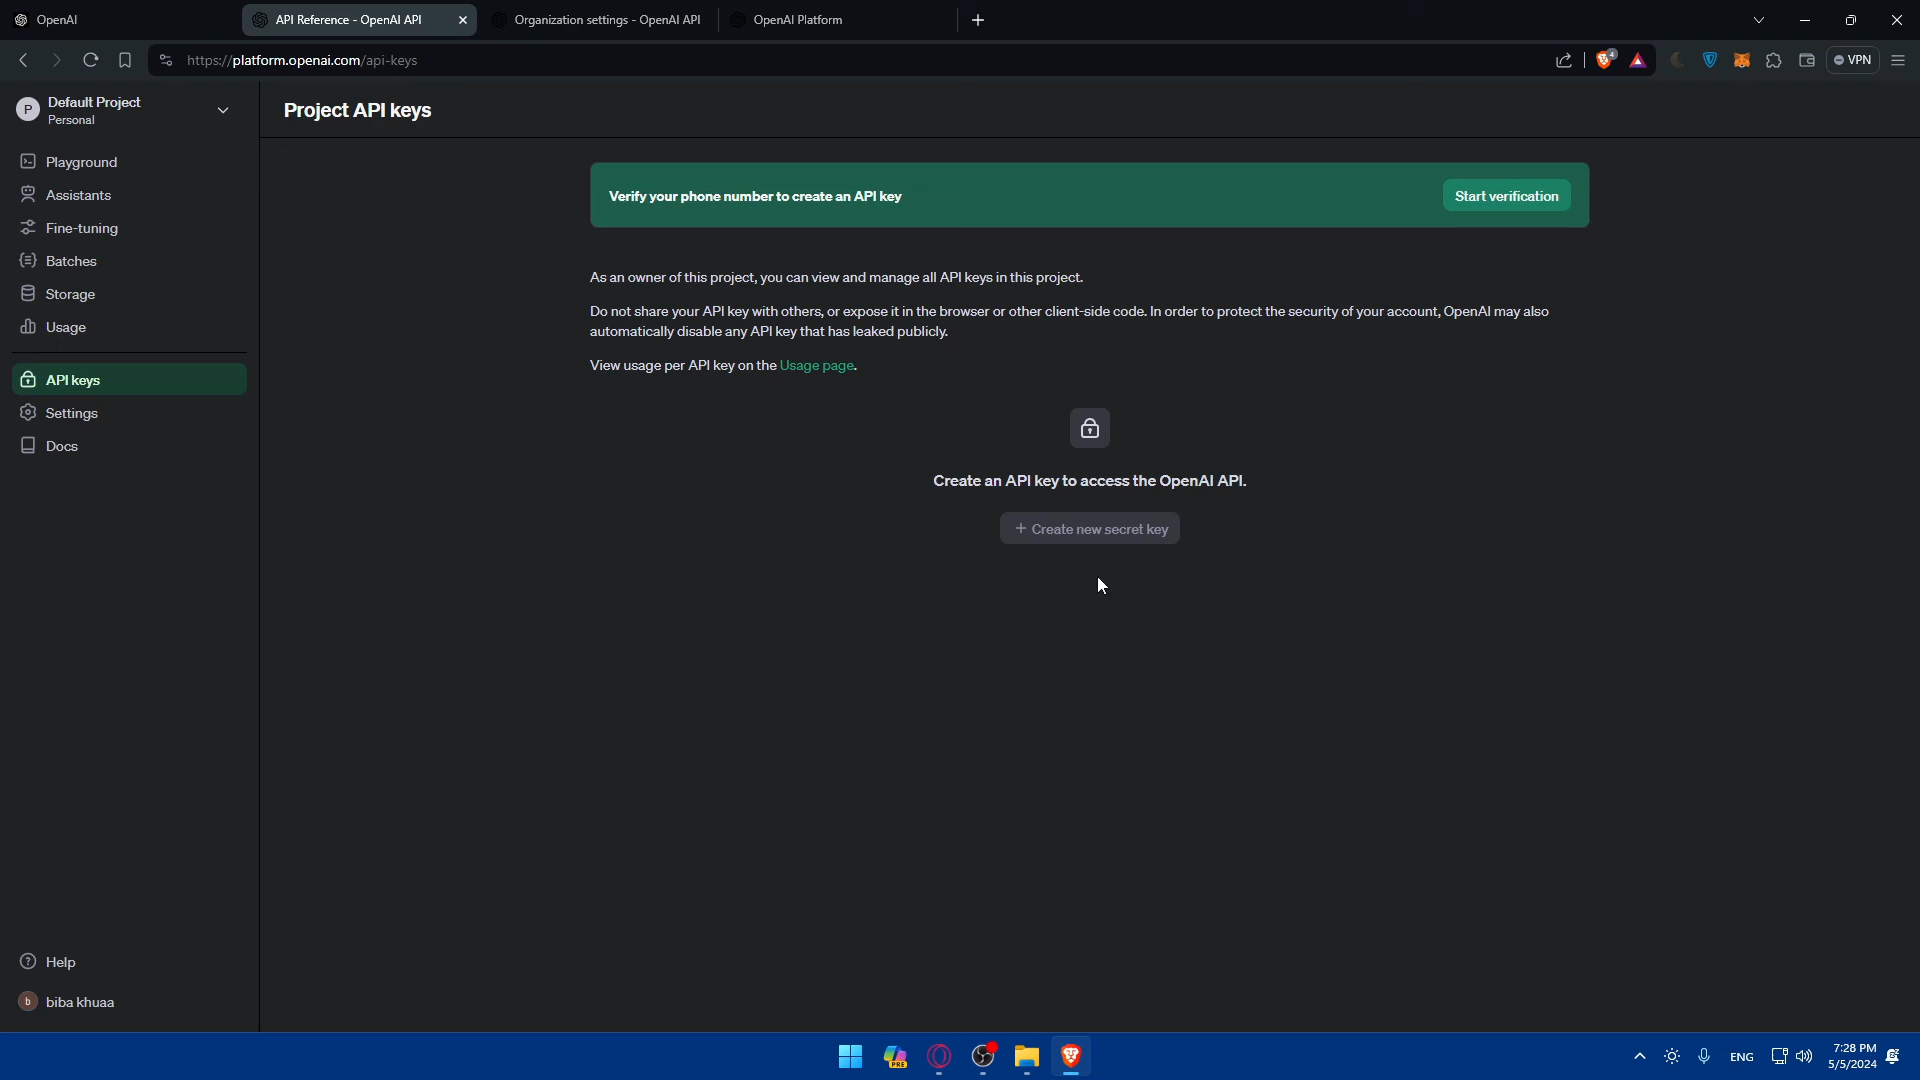 OpenAI
API Reference - OpenAI API
Organization settings - OpenAI API
OpenAI Platform
https://platform.openai.com/api-keys
4
VPN
P
Default Project
Personal
Project API keys
Playground
Assistants
Fine-tuning
Batches
Storage
Usage
API keys
Settings
Docs
Verify your phone number to create an API key
Start verification
As an owner of this project, you can view and manage all API keys in this project.
Do not share your API key with others, or expose it in the browser or other client-side code. In order to protect the security of your account, OpenAI may also
automatically disable any API key that has leaked publicly.
View usage per API key on the Usage page.
Create an API key to access the OpenAI API.
+ Create new secret key
Help
b
biba khuaa
PRE
ENG
7:28 PM
5/5/2024